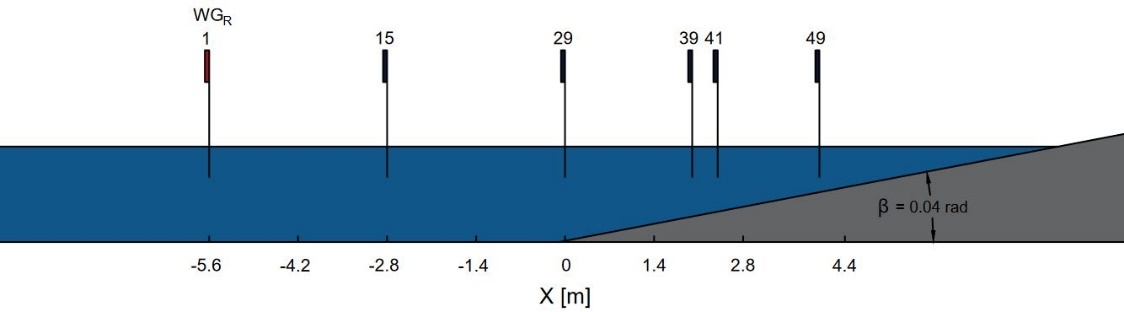 WG_R
1 15 29 39 41 49
β = 0.04 rad
-5.6 -4.2 -2.8 -1.4 0 1.4 2.8 4.4
X [m]